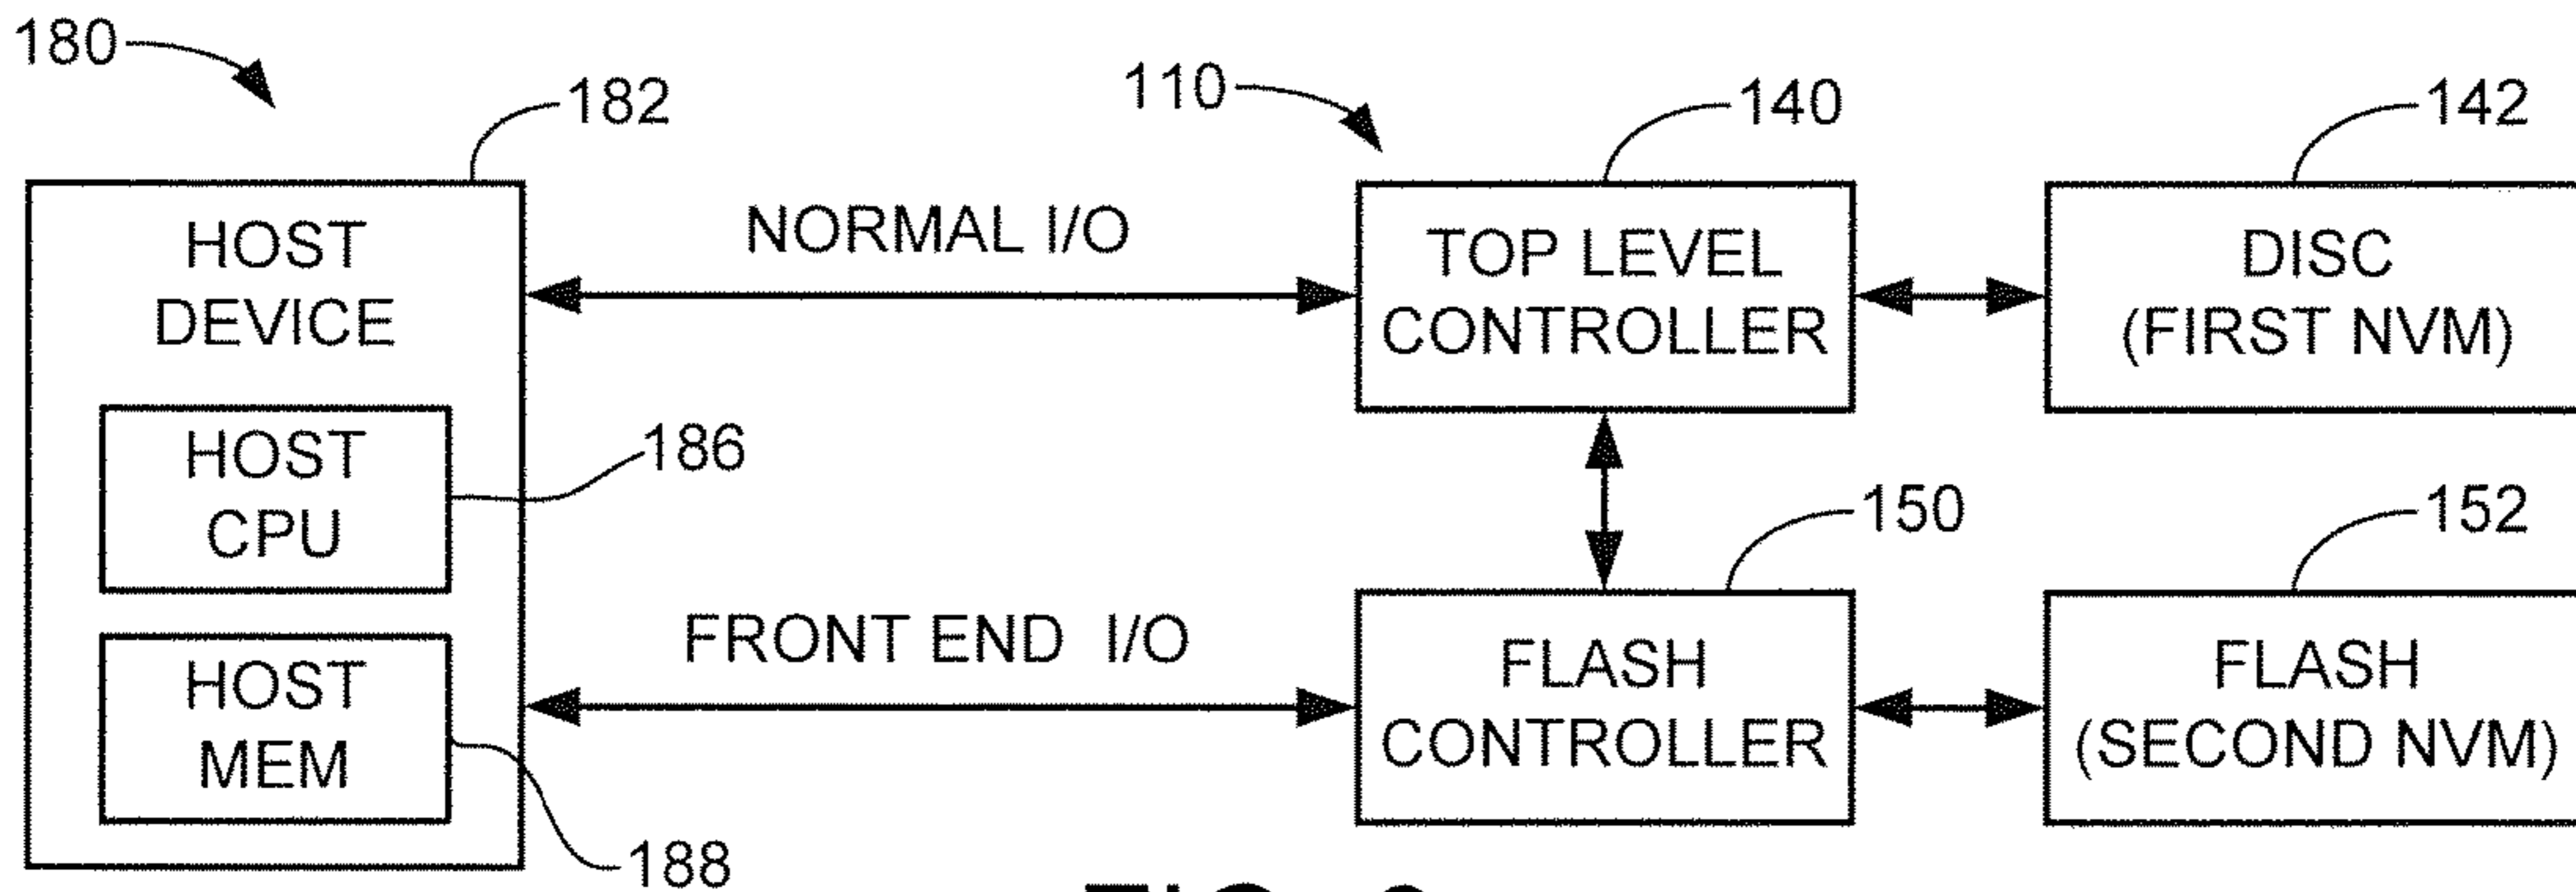 180
182
110
140
142
HOST
DEVICE
NORMAL I/O
TOP LEVEL
CONTROLLER
DISC
(FIRST NVM)
HOST
CPU
186
150
152
HOST
MEM
188
FRONT END I/O
FLASH
CONTROLLER
FLASH
(SECOND NVM)